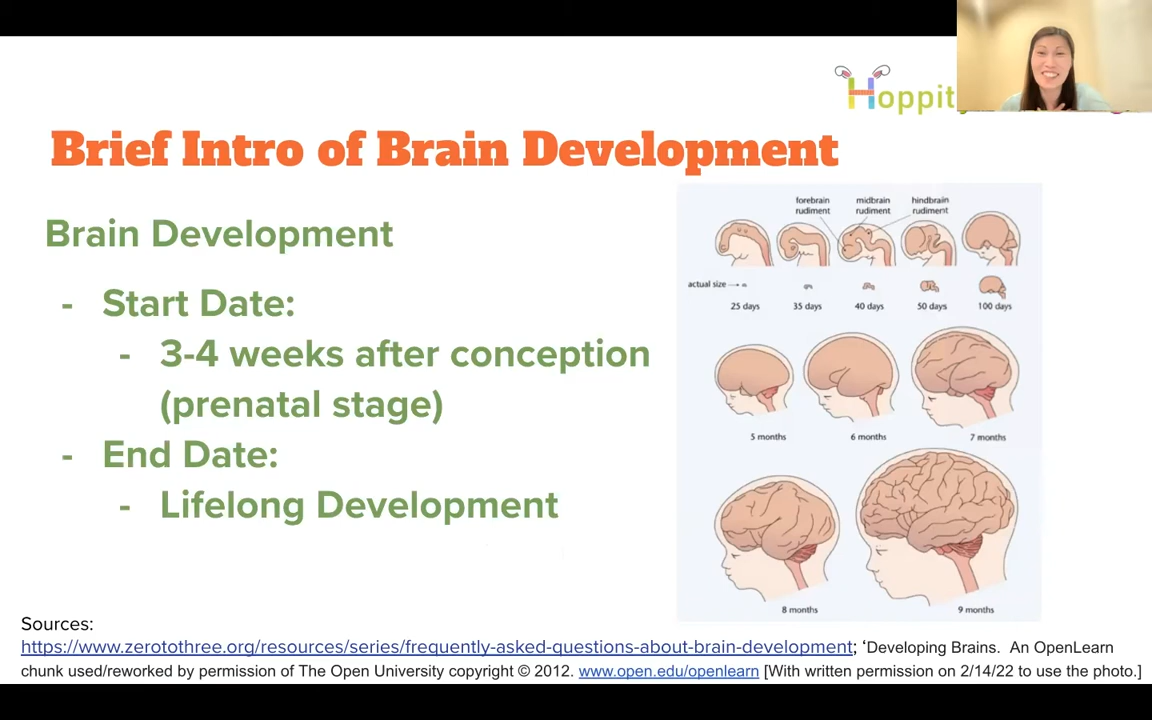 Hoppit
Brief Intro of Brain Development
Brain Development
- Start Date:
- 3-4 weeks after conception
(prenatal stage)
- End Date:
- Lifelong Development
forebrain rudiment midbrain rudiment hindbrain rudiment
actual size
25 days 35 days 40 days 50 days 100 days
5 months 6 months 7 months
8 months 9 months
Sources:
https://www.zerotothree.org/resources/series/frequently-asked-questions-about-brain-development; ‘Developing Brains. An OpenLearn
chunk used/reworked by permission of The Open University copyright © 2012. www.open.edu/openlearn [With written permission on 2/14/22 to use the photo.]